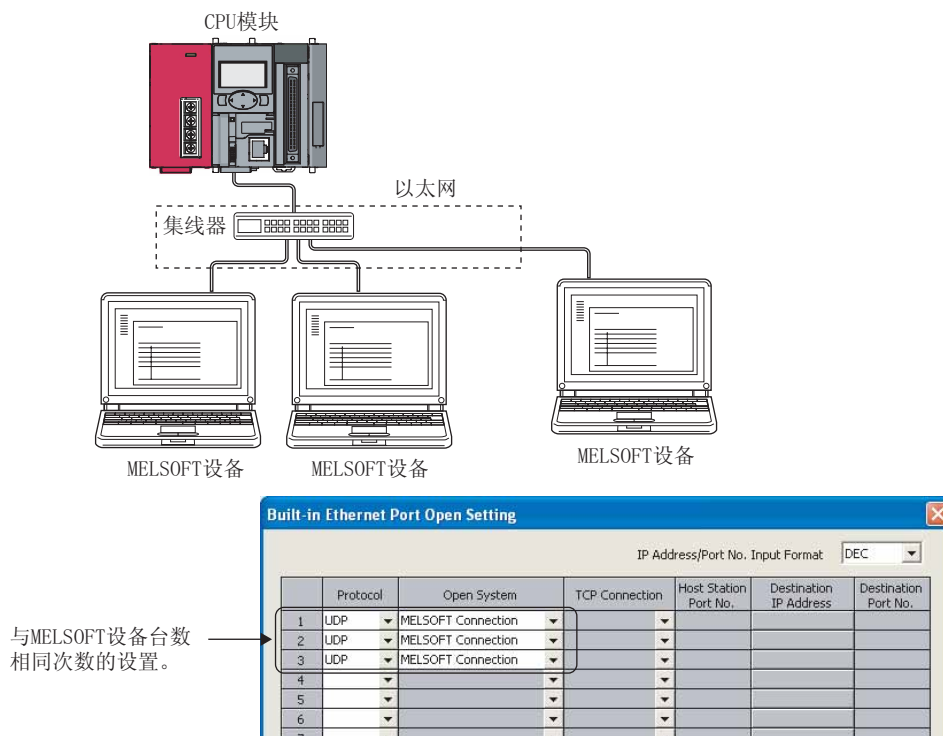 CPU模块
以太网
集线器
MELSOFT设备
MELSOFT设备
MELSOFT设备
Built-in Ethernet Port Open Setting
IP Address/Port No. Input Format DEC
Protocol Open System TCP Connection Host Station Port No. Destination IP Address Destination Port No.
1 UDP MELSOFT Connection
2 UDP MELSOFT Connection
3 UDP MELSOFT Connection
4
5
6
与MELSOFT设备台数
相同次数的设置。